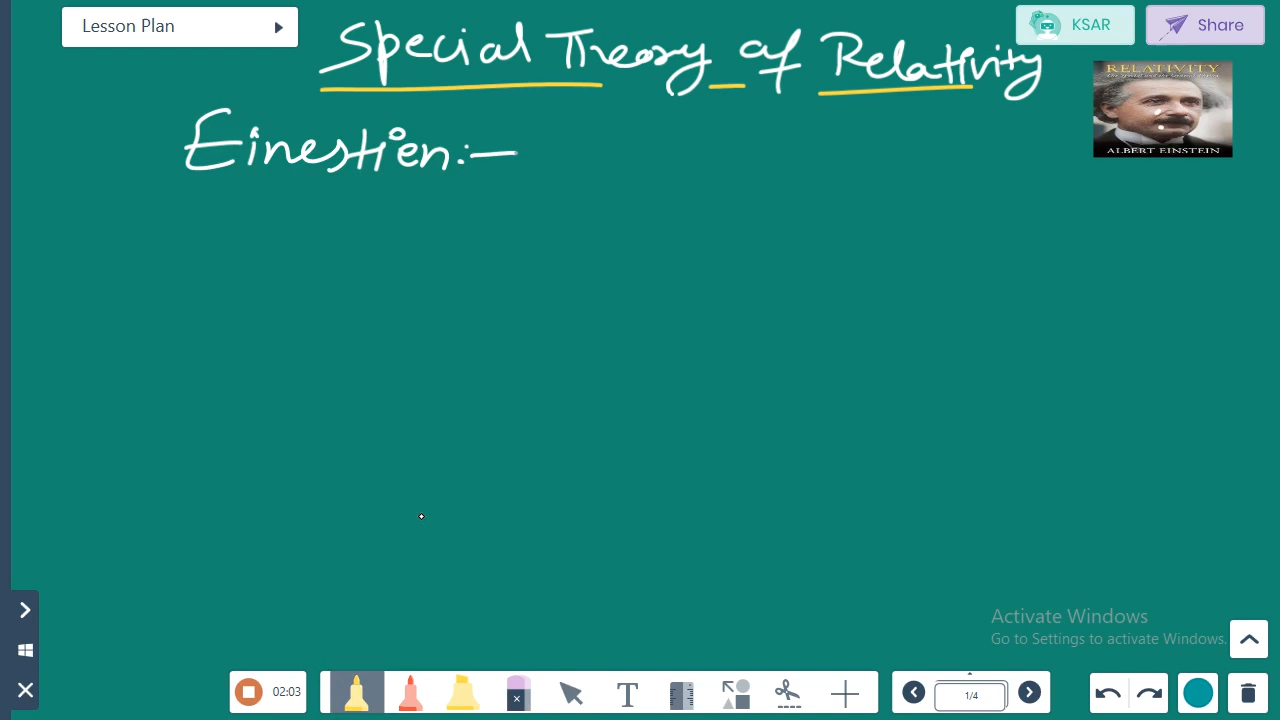 Lesson Plan
Special Theory of Relativity
KSAR
Share
RELATIVITY
ALBERT EINSTEIN
Einestien:-
Activate Windows
Go to Settings to activate Windows.
02:03
T
1/4